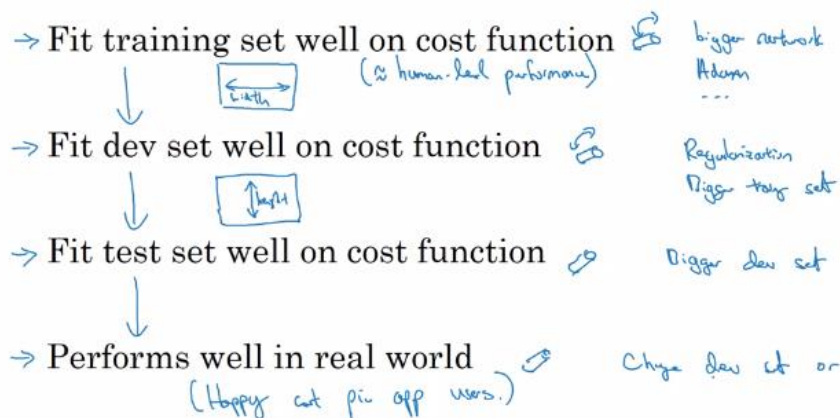 → Fit training set well on cost function bigger network
(≈ human-level performance) Adam
width ...
→ Fit dev set well on cost function Regularization
Bigger set
height
→ Fit test set well on cost function Bigger dev set
→ Performs well in real world Change dev set or
(Happy cat pic app users.)